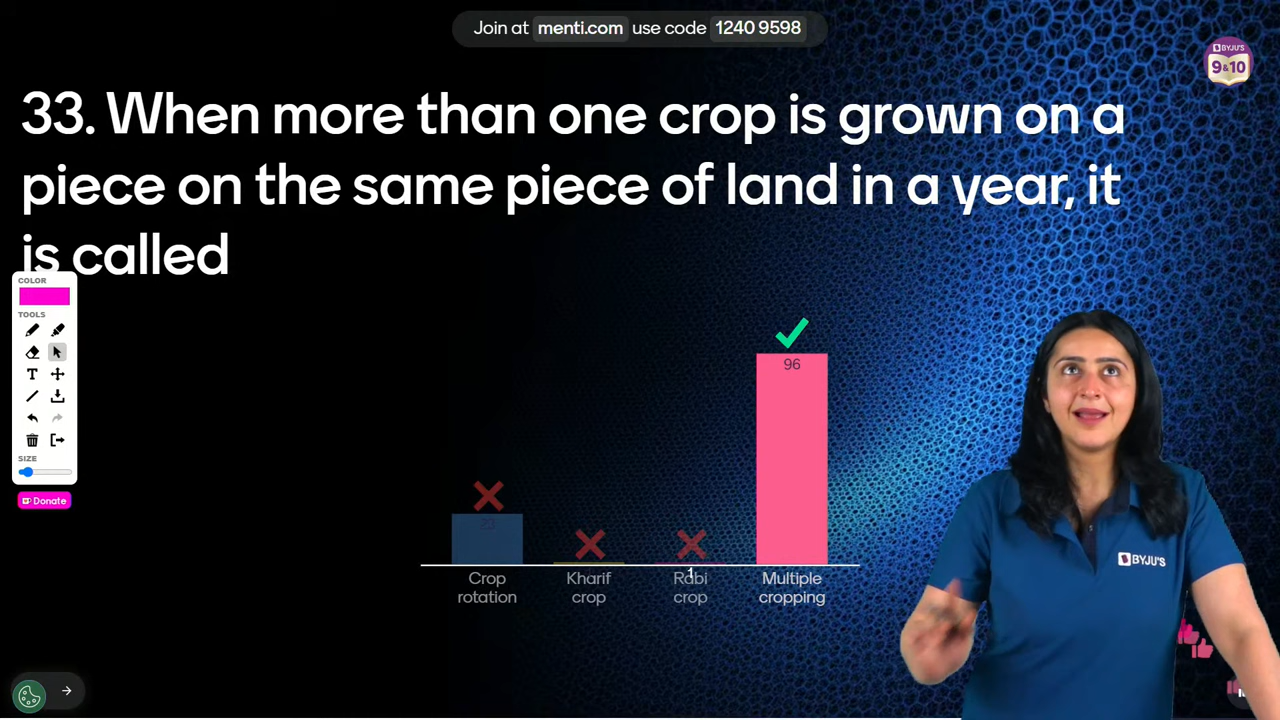 Join at menti.com use code 1240 9598
BYJU'S
9&10
33. When more than one crop is grown on a
piece on the same piece of land in a year, it
is called
COLOR
TOOLS
T
SIZE
Donate
96
23
1
Crop
rotation
Kharif
crop
Rabi
crop
Multiple
cropping
BYJU'S